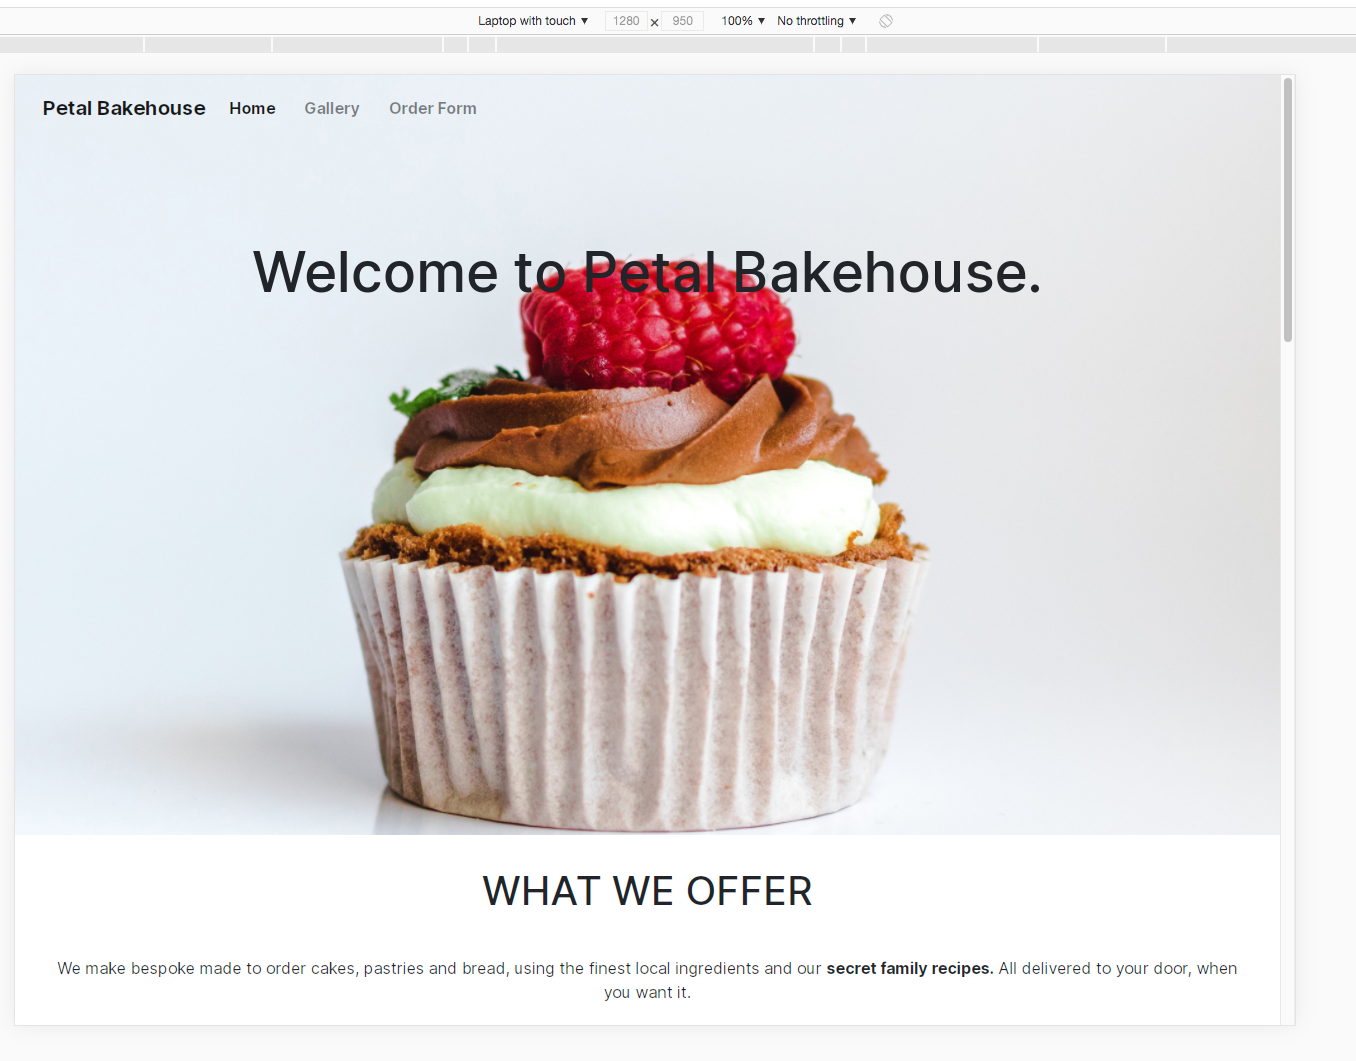 Laptop with touch ▼ 1280 × 950 100% ▼ No throttling ▼
Petal Bakehouse Home Gallery Order Form
Welcome to Petal Bakehouse.
WHAT WE OFFER
We make bespoke made to order cakes, pastries and bread, using the finest local ingredients and our secret family recipes. All delivered to your door, when
you want it.